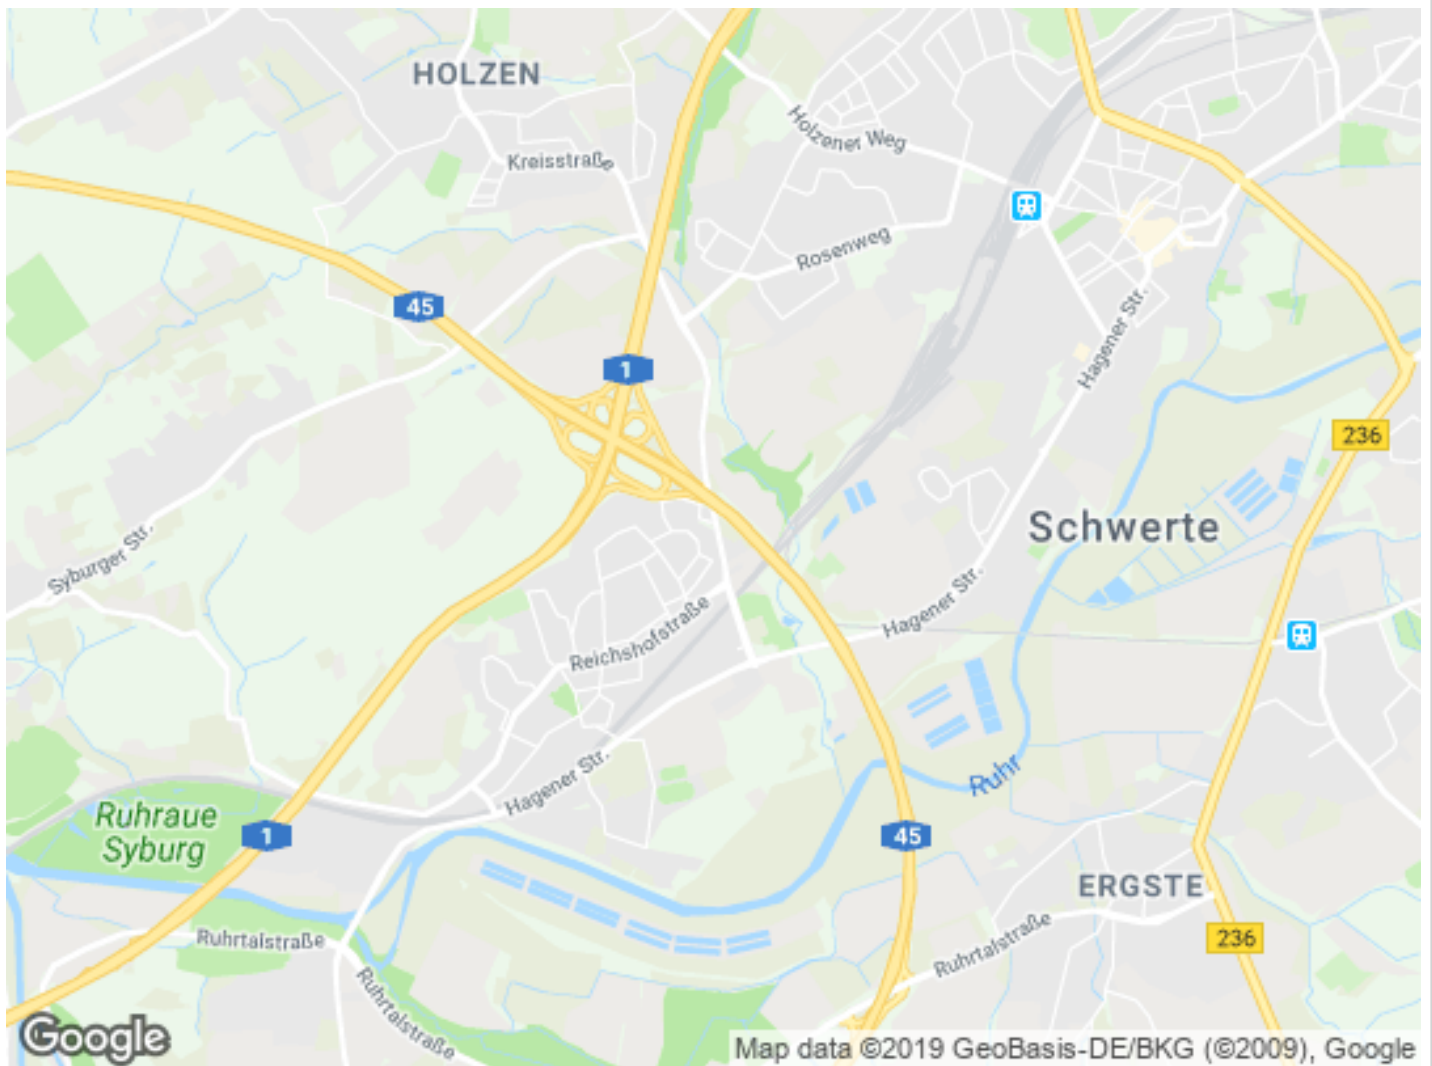 HOLZEN
Holzener Weg
Kreisstraße
Rosenweg
45
Hagener Str.
1
236
Schwerte
Syburger Str.
Hagener Str.
Reichshofstraße
Ruhr
Hagener Str.
Ruhraue
Syburg
1
45
ERGSTE
Ruhrtalstraße
Ruhrtalstraße
236
Ruhrtalstraße
Google
Map data ©2019 GeoBasis-DE/BKG (©2009), Google